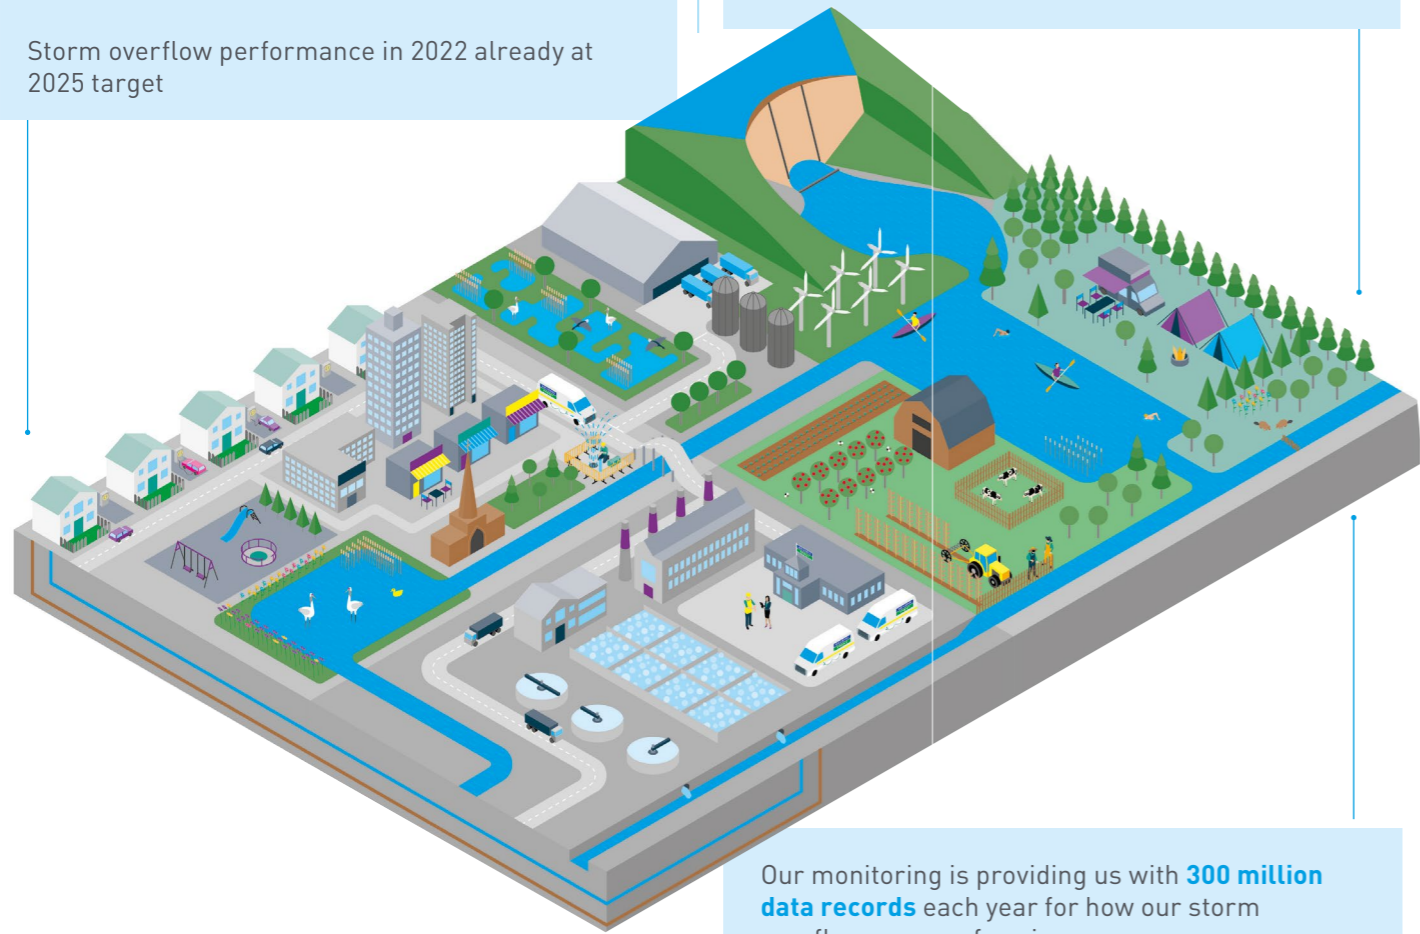 Storm overflow performance in 2022 already at
2025 target
Our monitoring is providing us with 300 million
data records each year for how our storm